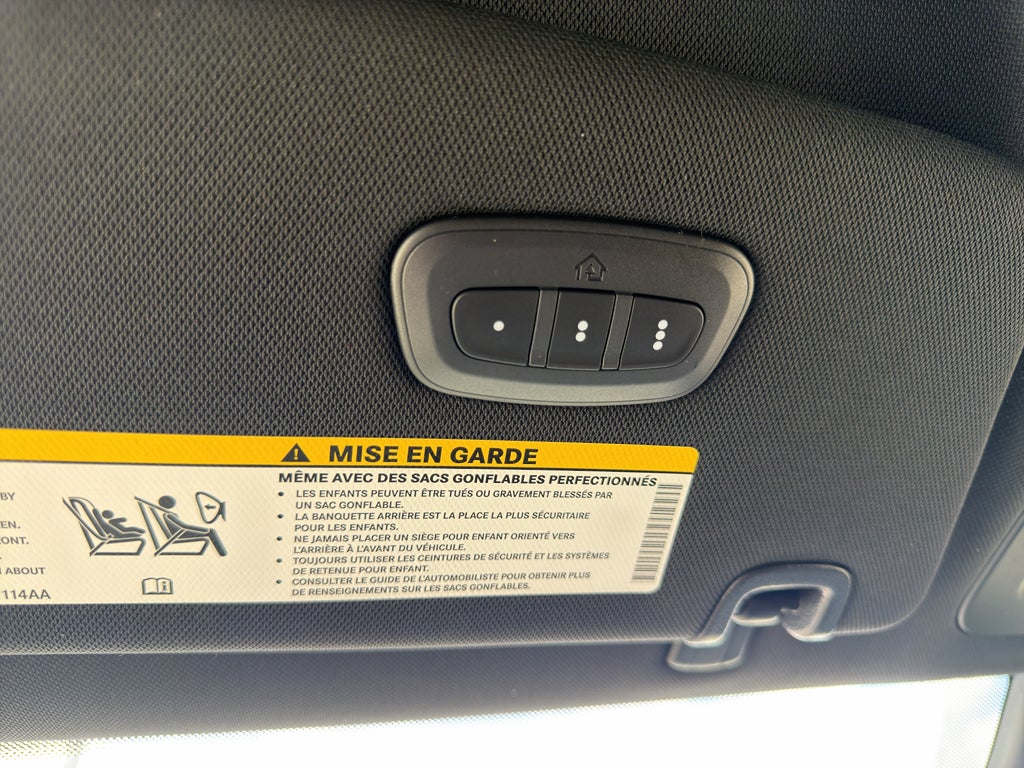 MISE EN GARDE
MÊME AVEC DES SACS GONFLABLES PERFECTIONNÉS
• LES ENFANTS PEUVENT ÊTRE TUÉS OU GRAVEMENT BLESSÉS PAR
UN SAC GONFLABLE.
• LA BANQUETTE ARRIÈRE EST LA PLACE LA PLUS SÉCURITAIRE
POUR LES ENFANTS.
• NE JAMAIS PLACER UN SIÈGE POUR ENFANT ORIENTÉ VERS
L'ARRIÈRE À L'AVANT DU VÉHICULE.
• TOUJOURS UTILISER LES CEINTURES DE SÉCURITÉ ET LES SYSTÈMES
DE RETENUE POUR ENFANT.
• CONSULTER LE GUIDE DE L'AUTOMOBILISTE POUR OBTENIR PLUS
DE RENSEIGNEMENTS SUR LES SACS GONFLABLES.
BY
EN.
RONT.
ABOUT
114AA